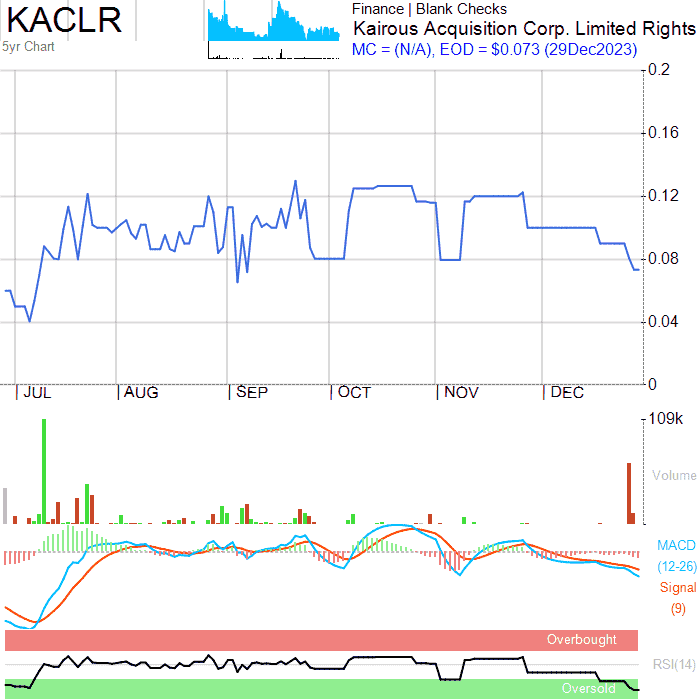 KACLR
5yr Chart
Finance | Blank Checks
Kairous Acquisition Corp. Limited Rights
MC = (N/A), EOD = $0.073 (29Dec2023)
0.2
0.16
0.12
0.08
0.04
0
JUL AUG SEP OCT NOV DEC
109k
Volume
MACD
(12-26)
Signal
(9)
Overbought
RSI(14)
Oversold